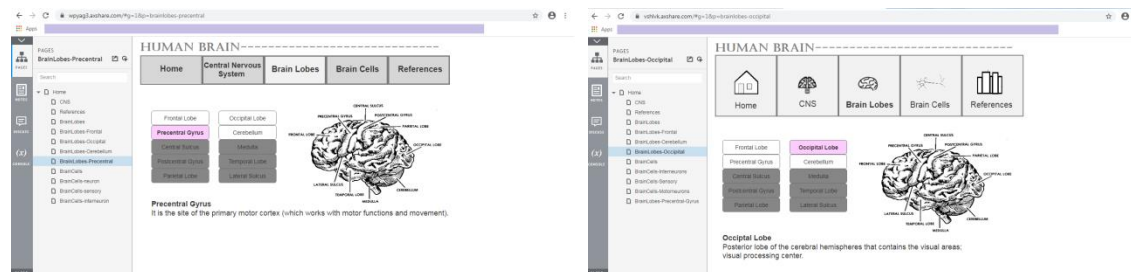 wpyag3.axshare.com/#g=1&p=brainlobes-precentral
Apps
PAGES
BrainLobes-Precentral
Search
Home
CNS
References
BrainLobes
BrainLobes-Frontal
BrainLobes-Occipital
BrainLobes-Cerebellum
BrainLobes-Precentral
BrainCells
BrainCells-neuron
BrainCells-sensory
BrainCells-interneuron
HUMAN BRAIN
Home
Central Nervous System
Brain Lobes
Brain Cells
References
Frontal Lobe
Occipital Lobe
Precentral Gyrus
Cerebellum
Central Sulcus
Medulla
Postcentral Gyrus
Temporal Lobe
Parietal Lobe
Lateral Sulcus
CENTRAL SULCUS
PRECENTRAL GYRUS
POSTCENTRAL GYRUS
PARIETAL LOBE
FRONTAL LOBE
OCCIPITAL LOBE
LATERAL SULCUS
TEMPORAL LOBE
CEREBELLUM
MEDULLA
Precentral Gyrus
It is the site of the primary motor cortex (which works with motor functions and movement).
PAGES
BrainLobes-Occipital
Search
Home
CNS
References
BrainLobes
BrainLobes-Frontal
BrainLobes-Cerebellum
BrainLobes-Occipital
BrainCells
BrainCells-Interneurons
BrainCells-Sensory
BrainCells-Motorneurons
BrainLobes-Precentral-Gyrus
HUMAN BRAIN
Home
CNS
Brain Lobes
Brain Cells
References
Frontal Lobe
Occipital Lobe
Precentral Gyrus
Cerebellum
Central Sulcus
Medulla
Postcentral Gyrus
Temporal Lobe
Parietal Lobe
Lateral Sulcus
CENTRAL SULCUS
PRECENTRAL GYRUS
POSTCENTRAL GYRUS
PARIETAL LOBE
FRONTAL LOBE
OCCIPITAL LOBE
LATERAL SULCUS
TEMPORAL LOBE
CEREBELLUM
MEDULLA
Occiptal Lobe
Posterior lobe of the cerebral hemispheres that contains the visual areas;
visual processing center.